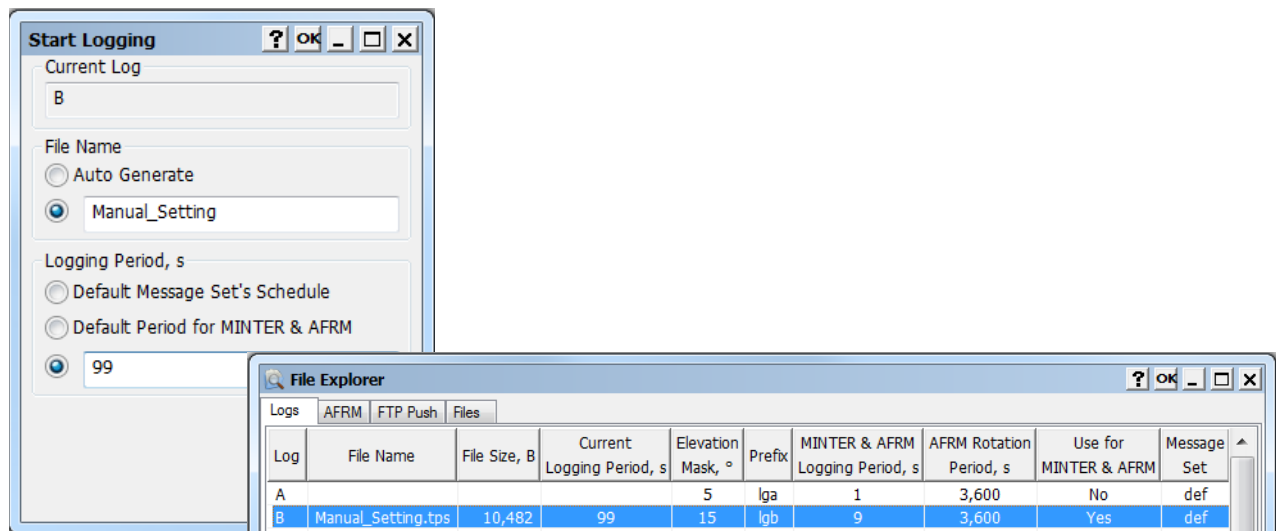 Start Logging ? OK
Current Log
B
File Name
Auto Generate
Manual_Setting
Logging Period, s
Default Message Set's Schedule
Default Period for MINTER & AFRM
99
File Explorer ? OK
Logs AFRM FTP Push Files
Log File Name File Size, B Current Logging Period, s Elevation Mask, ° Prefix MINTER & AFRM Logging Period, s AFRM Rotation Period, s Use for MINTER & AFRM Message Set
A 5 lga 1 3,600 No def
B Manual_Setting.tps 10,482 99 15 lgb 9 3,600 Yes def